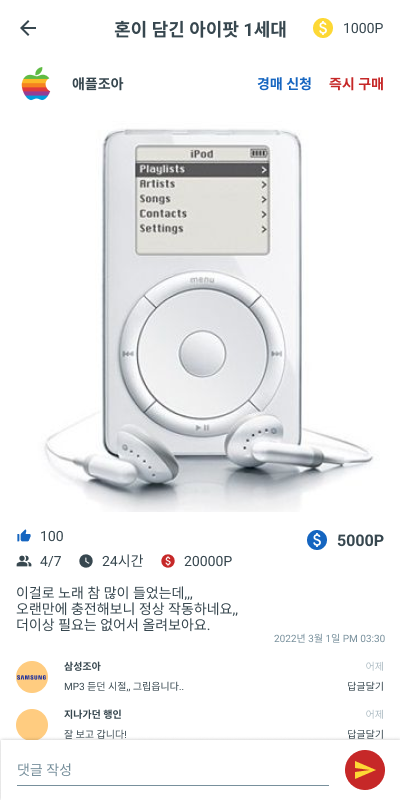 혼이 담긴 아이팟 1세대
1000P
애플조아
경매 신청 즉시 구매
iPod
Playlists
Artists
Songs
Contacts
Settings
menu
100
5000P
4/7 24시간 20000P
이걸로 노래 참 많이 들었는데,,,
오랜만에 충전해보니 정상 작동하네요,,
더이상 필요는 없어서 올려보아요.
2022년 3월 1일 PM 03:30
삼성조아 어제
SAMSUNG
MP3 듣던 시절,, 그립읍니다.. 답글달기
지나가던 행인 어제
잘 보고 갑니다! 답글달기
댓글 작성